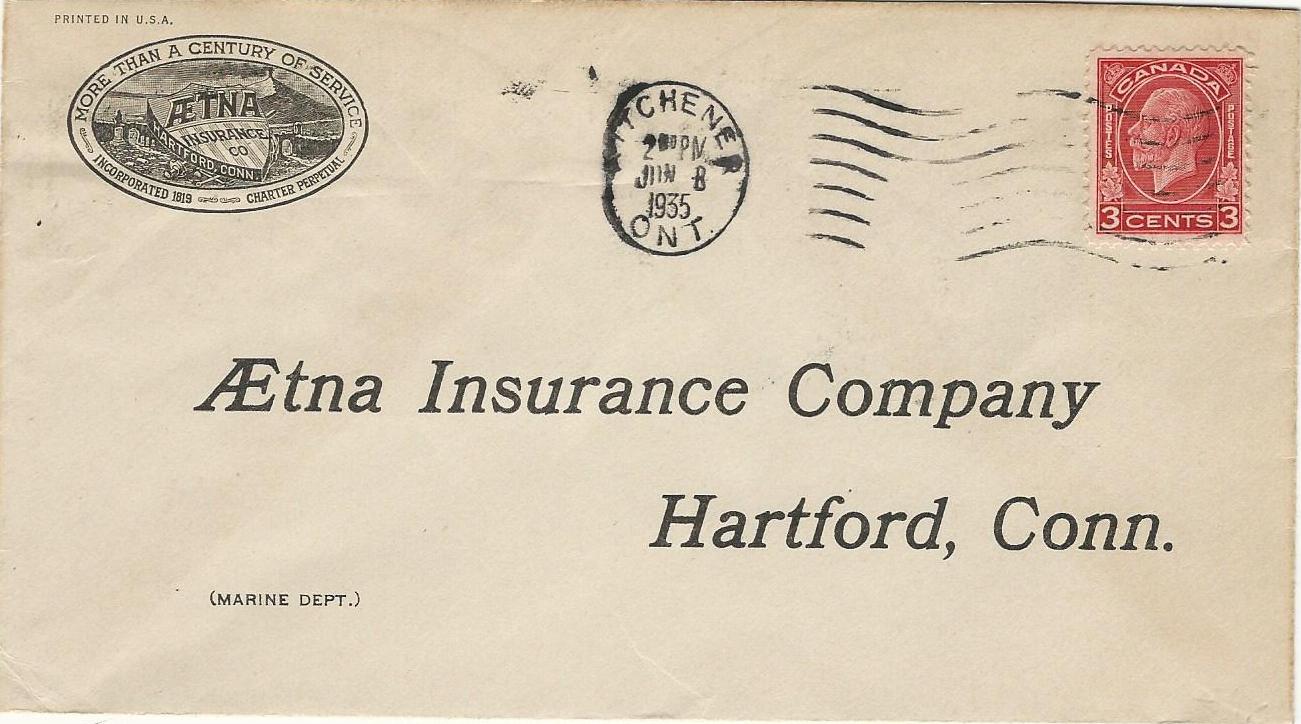 PRINTED IN U.S.A.
MORE THAN A CENTURY OF SERVICE
ÆTNA
INSURANCE
CO.
HARTFORD, CONN.
INCORPORATED 1819 CHARTER PERPETUAL
KITCHENER
PM
JUN 8
1935
ONT.
CANADA
POSTES
POSTAGE
3 CENTS 3
Ætna Insurance Company
Hartford, Conn.
(MARINE DEPT.)